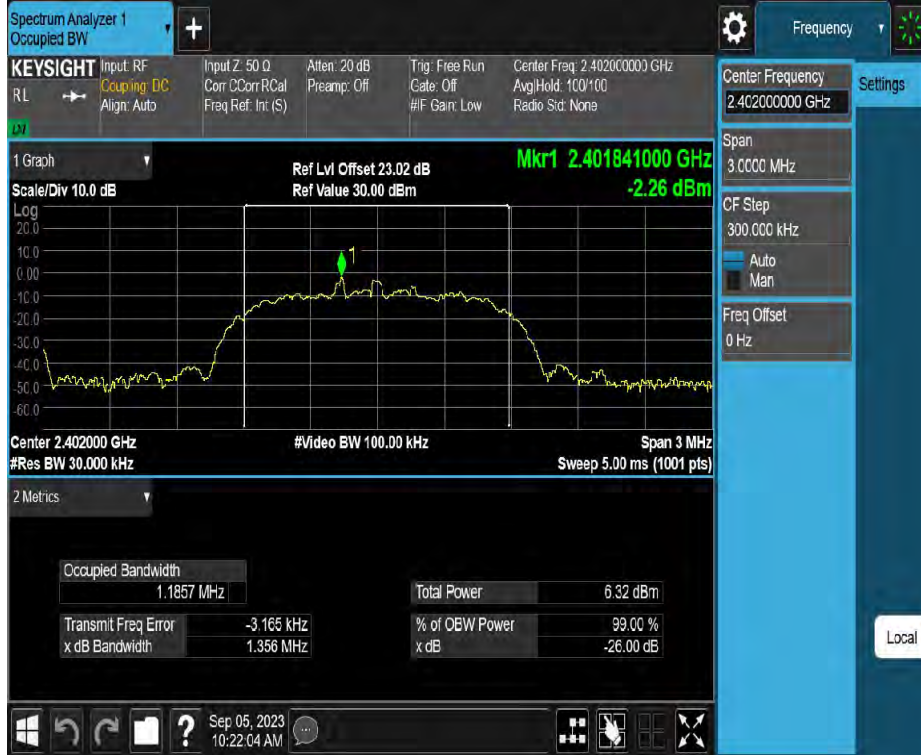 Spectrum Analyzer 1
Occupied BW
+
Frequency
KEYSIGHT
RL
Input: RF
Coupling: DC
Align: Auto
Input Z: 50 Ω
Corr CCorr RCal
Freq Ref: Int (S)
Atten: 20 dB
Preamp: Off
Trig: Free Run
Gate: Off
#IF Gain: Low
Center Freq: 2.402000000 GHz
Avg|Hold: 100/100
Radio Std: None
Center Frequency
2.402000000 GHz
Settings
Span
3.0000 MHz
CF Step
300.000 kHz
Auto
Man
Freq Offset
0 Hz
Local
1 Graph
Scale/Div 10.0 dB
Ref Lvl Offset 23.02 dB
Ref Value 30.00 dBm
Mkr1 2.401841000 GHz
-2.26 dBm
Log
20.0
10.0
0.00
-10.0
-20.0
-30.0
-40.0
-50.0
-60.0
1
Center 2.402000 GHz
#Video BW 100.00 kHz
Span 3 MHz
#Res BW 30.000 kHz
Sweep 5.00 ms (1001 pts)
2 Metrics
Occupied Bandwidth
1.1857 MHz
Total Power 6.32 dBm
Transmit Freq Error -3.165 kHz
% of OBW Power 99.00 %
x dB Bandwidth 1.356 MHz
x dB -26.00 dB
?
Sep 05, 2023
10:22:04 AM